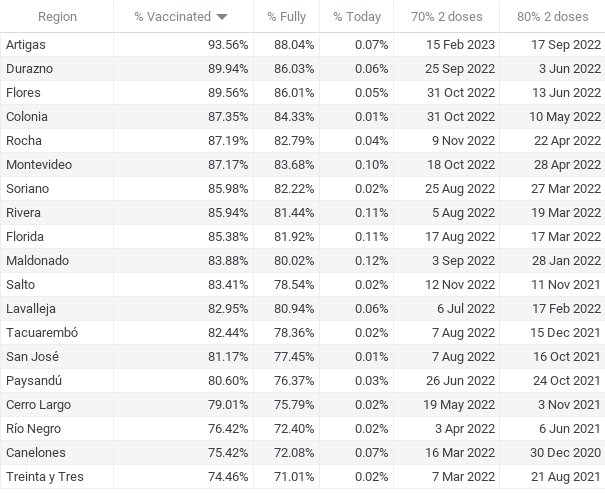 Region % Vaccinated % Fully % Today 70% 2 doses 80% 2 doses
Artigas 93.56% 88.04% 0.07% 15 Feb 2023 17 Sep 2022
Durazno 89.94% 86.03% 0.06% 25 Sep 2022 3 Jun 2022
Flores 89.56% 86.01% 0.05% 31 Oct 2022 13 Jun 2022
Colonia 87.35% 84.33% 0.01% 31 Oct 2022 10 May 2022
Rocha 87.19% 82.79% 0.04% 9 Nov 2022 22 Apr 2022
Montevideo 87.17% 83.68% 0.10% 18 Oct 2022 28 Apr 2022
Soriano 85.98% 82.22% 0.02% 25 Aug 2022 27 Mar 2022
Rivera 85.94% 81.44% 0.11% 5 Aug 2022 19 Mar 2022
Florida 85.38% 81.92% 0.11% 17 Aug 2022 17 Mar 2022
Maldonado 83.88% 80.02% 0.12% 3 Sep 2022 28 Jan 2022
Salto 83.41% 78.54% 0.02% 12 Nov 2022 11 Nov 2021
Lavalleja 82.95% 80.94% 0.06% 6 Jul 2022 17 Feb 2022
Tacuarembó 82.44% 78.36% 0.02% 7 Aug 2022 15 Dec 2021
San José 81.17% 77.45% 0.01% 7 Aug 2022 16 Oct 2021
Paysandú 80.60% 76.37% 0.03% 26 Jun 2022 24 Oct 2021
Cerro Largo 79.01% 75.79% 0.02% 19 May 2022 3 Nov 2021
Río Negro 76.42% 72.40% 0.02% 3 Apr 2022 6 Jun 2021
Canelones 75.42% 72.08% 0.07% 16 Mar 2022 30 Dec 2020
Treinta y Tres 74.46% 71.01% 0.02% 7 Mar 2022 21 Aug 2021